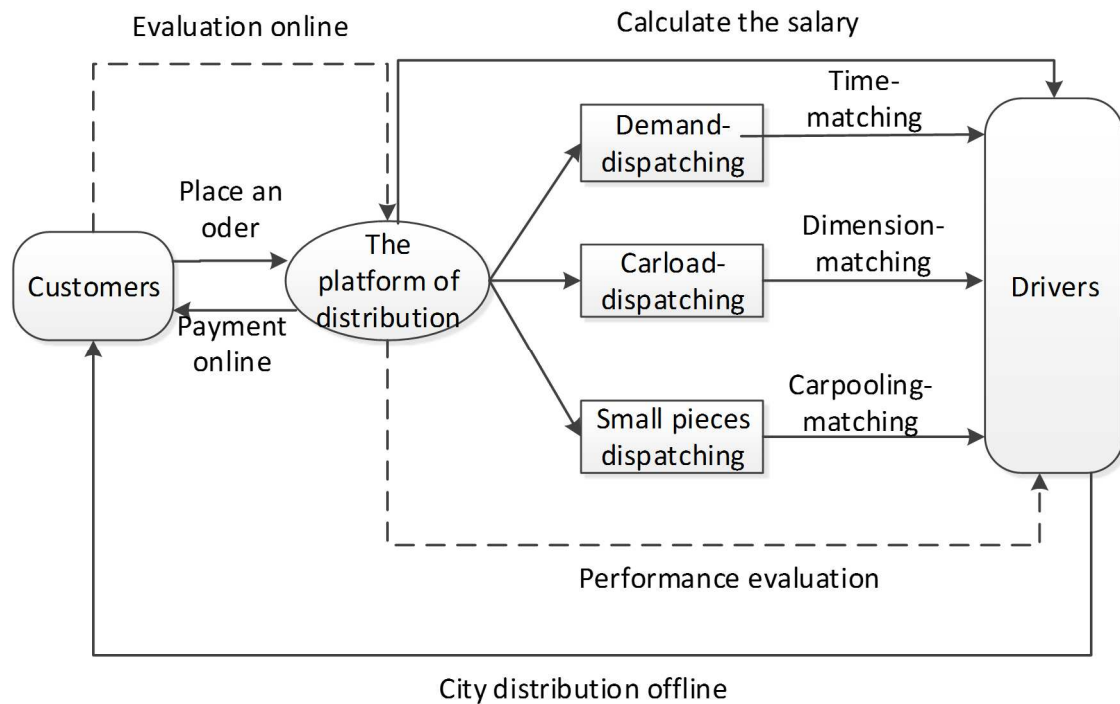 Evaluation online
Calculate the salary
Time-
matching
Demand-
dispatching
Place an
oder
Customers
The
platform of
distribution
Payment
online
Carload-
dispatching
Dimension-
matching
Drivers
Small pieces
dispatching
Carpooling-
matching
Performance evaluation
City distribution offline